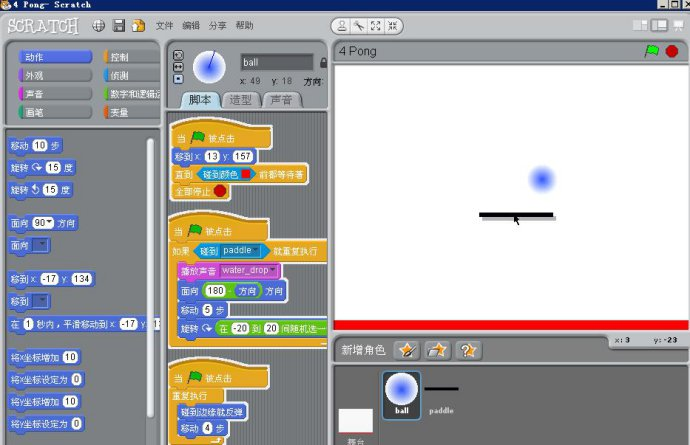 4 Pong- Scratch
SCRATCH 文件 编辑 分享 帮助
动作 控制
外观 侦测
声音 数字和逻辑运
画笔 变量
移动 10 步
旋转 15 度
旋转 15 度
面向 90 方向
面向
移到 x: -17 y: 134
移到
在 1 秒内,平滑移动到 x: -17 y: 13
将x坐标增加 10
将x坐标设定为 0
将y坐标增加 10
将y坐标设定为 0
ball
x: 49 y: 18 方向:
脚本 造型 声音
当 被点击
移到 x: 13 y: 157
直到 碰到颜色 前都等待着
全部停止
当 被点击
如果 碰到 paddle 就重复执行
播放声音 water_drop
面向 180 - 方向 方向
移动 5 步
旋转 在 -20 到 20 间随机选一
当 被点击
重复执行
碰到边缘就反弹
移动 4 步
4 Pong
x: 3 y: -23
新增角色
ball paddle
舞台